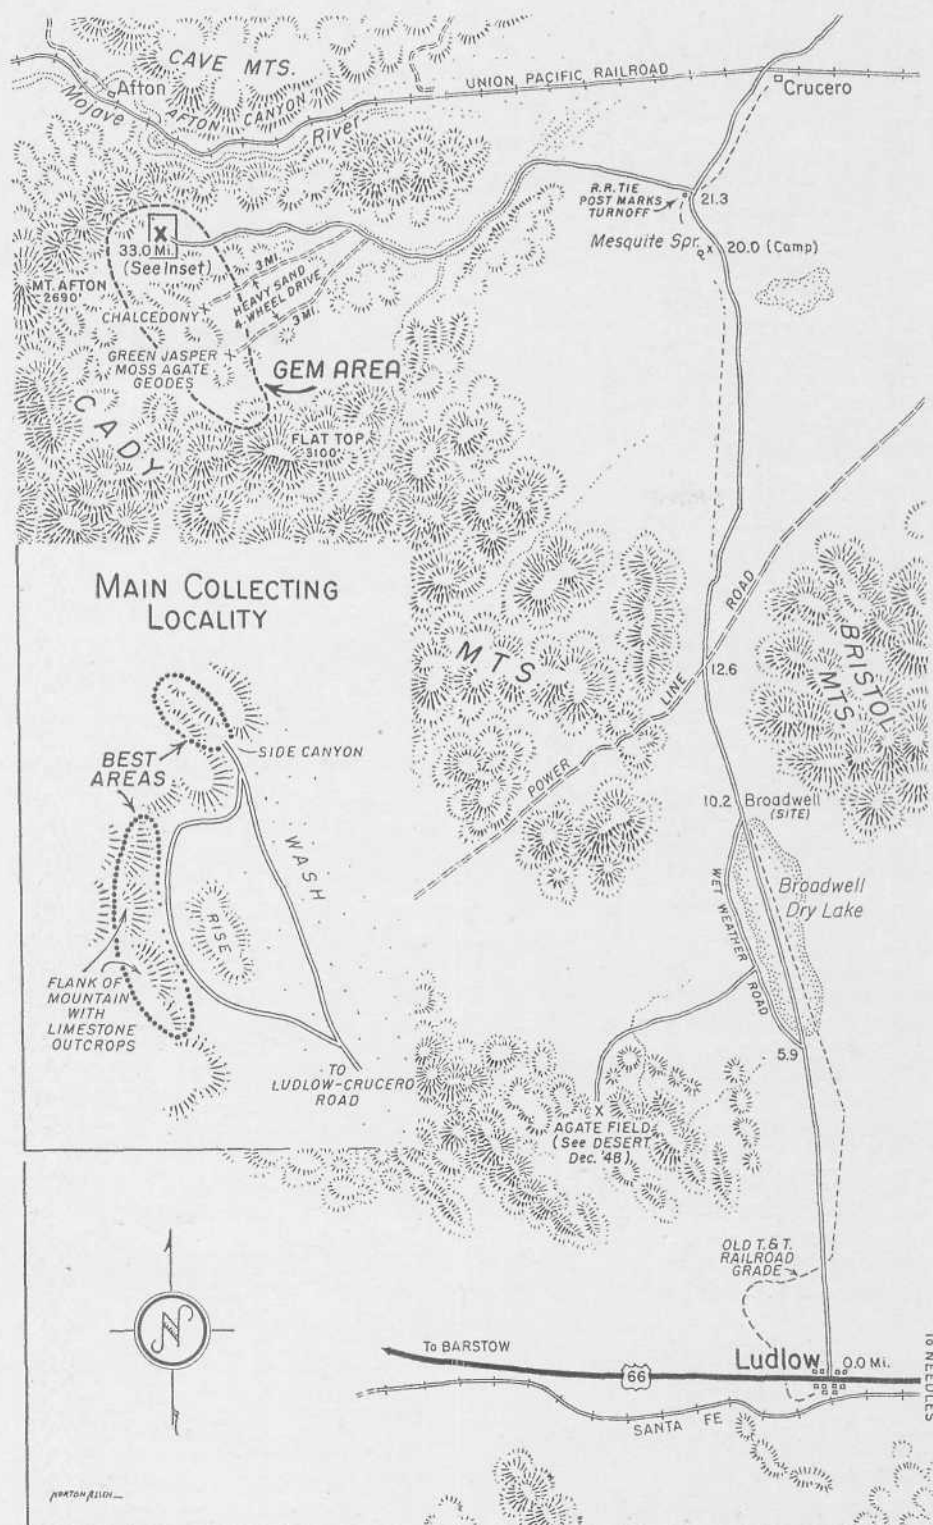 CAVE MTS.
UNION PACIFIC RAILROAD
Afton
Crucero
Mojave
AFTON CANYON
River
R.R. TIE
POST MARKS
TURNOFF
21.3
Mesquite Spr.
20.0 (Camp)
X
33.0 Mi.
(See Inset)
3 MI.
HEAVY SAND
4 WHEEL DRIVE
3 MI.
MT. AFTON
2690'
CHALCEDONY
GREEN JASPER
MOSS AGATE
GEODES
GEM AREA
CADY
FLAT TOP
3100'
MTS
MAIN COLLECTING
LOCALITY
SIDE CANYON
BEST
AREAS
WASH
RISE
FLANK OF
MOUNTAIN
WITH
LIMESTONE
OUTCROPS
TO
LUDLOW-CRUCERO
ROAD
POWER LINE ROAD
12.6
BRISTOL
MTS.
10.2
Broadwell
(SITE)
Broadwell
Dry Lake
WET WEATHER ROAD
5.9
X
AGATE FIELD
(See DESERT
Dec. '48)
OLD T. & T.
RAILROAD
GRADE
N
To BARSTOW
66
Ludlow
0.0 Mi.
To NEEDLES
SANTA FE
NORTON ALLEN